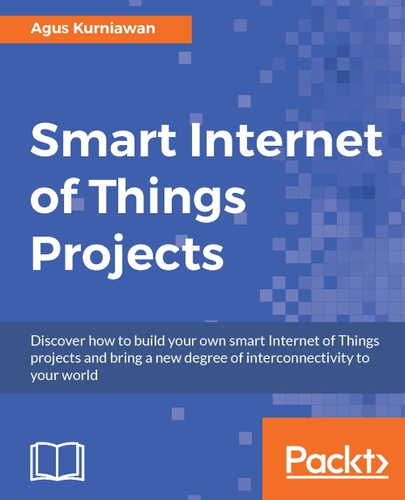 Agus Kurniawan
Smart Internet
of Things
Projects
Discover how to build your own smart Internet of Things
projects and bring a new degree of interconnectivity to
your world
Packt>